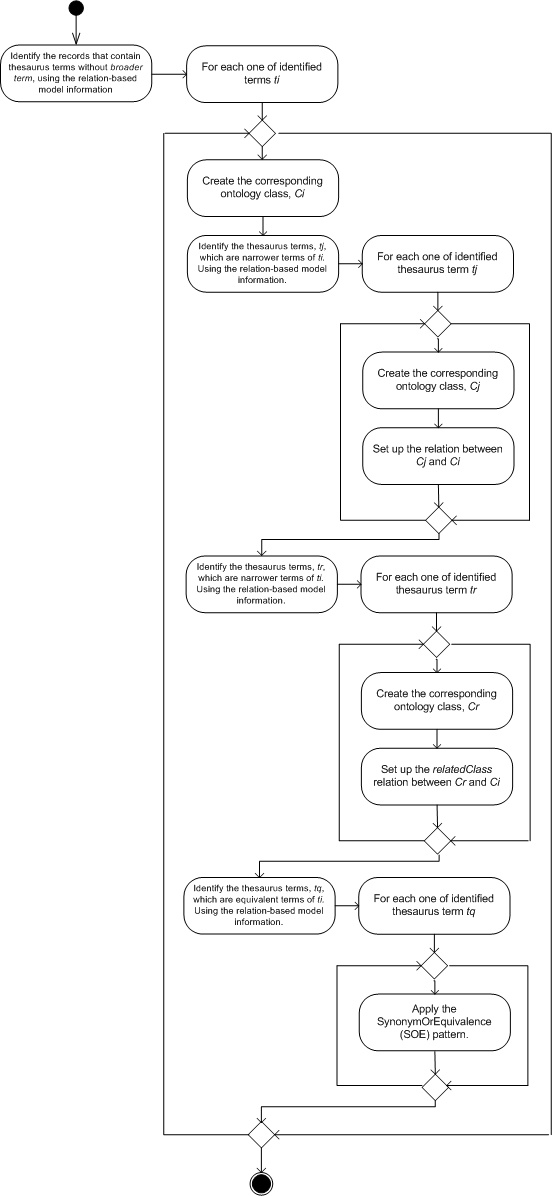 Identify the records that contain
thesaurus terms without broader
term, using the relation-based
model information
For each one of identified
terms ti
Create the corresponding
ontology class, Ci
Identify the thesaurus terms, tj,
which are narrower terms of ti.
Using the relation-based model
information.
For each one of identified
thesaurus term tj
Create the corresponding
ontology class, Cj
Set up the relation between
Cj and Ci
Identify the thesaurus terms, tr,
which are narrower terms of ti.
Using the relation-based model
information.
For each one of identified
thesaurus term tr
Create the corresponding
ontology class, Cr
Set up the relatedClass
relation between Cr and Ci
Identify the thesaurus terms, tq,
which are equivalent terms of ti.
Using the relation-based model
information.
For each one of identified
thesaurus term tq
Apply the
SynonymOrEquivalence
(SOE) pattern.